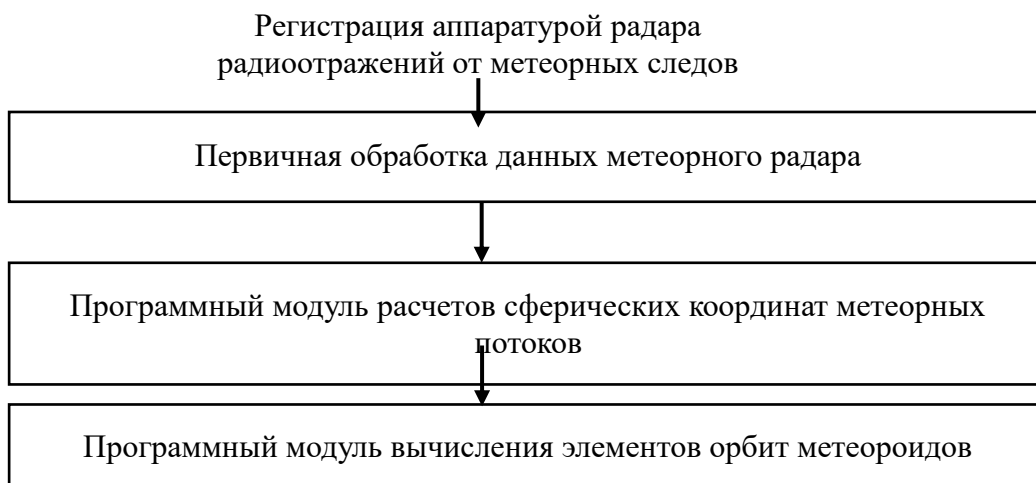 Регистрация аппаратурой радара
радиоотражений от метеорных следов
Первичная обработка данных метеорного радара
Программный модуль расчетов сферических координат метеорных
потоков
Программный модуль вычисления элементов орбит метеороидов